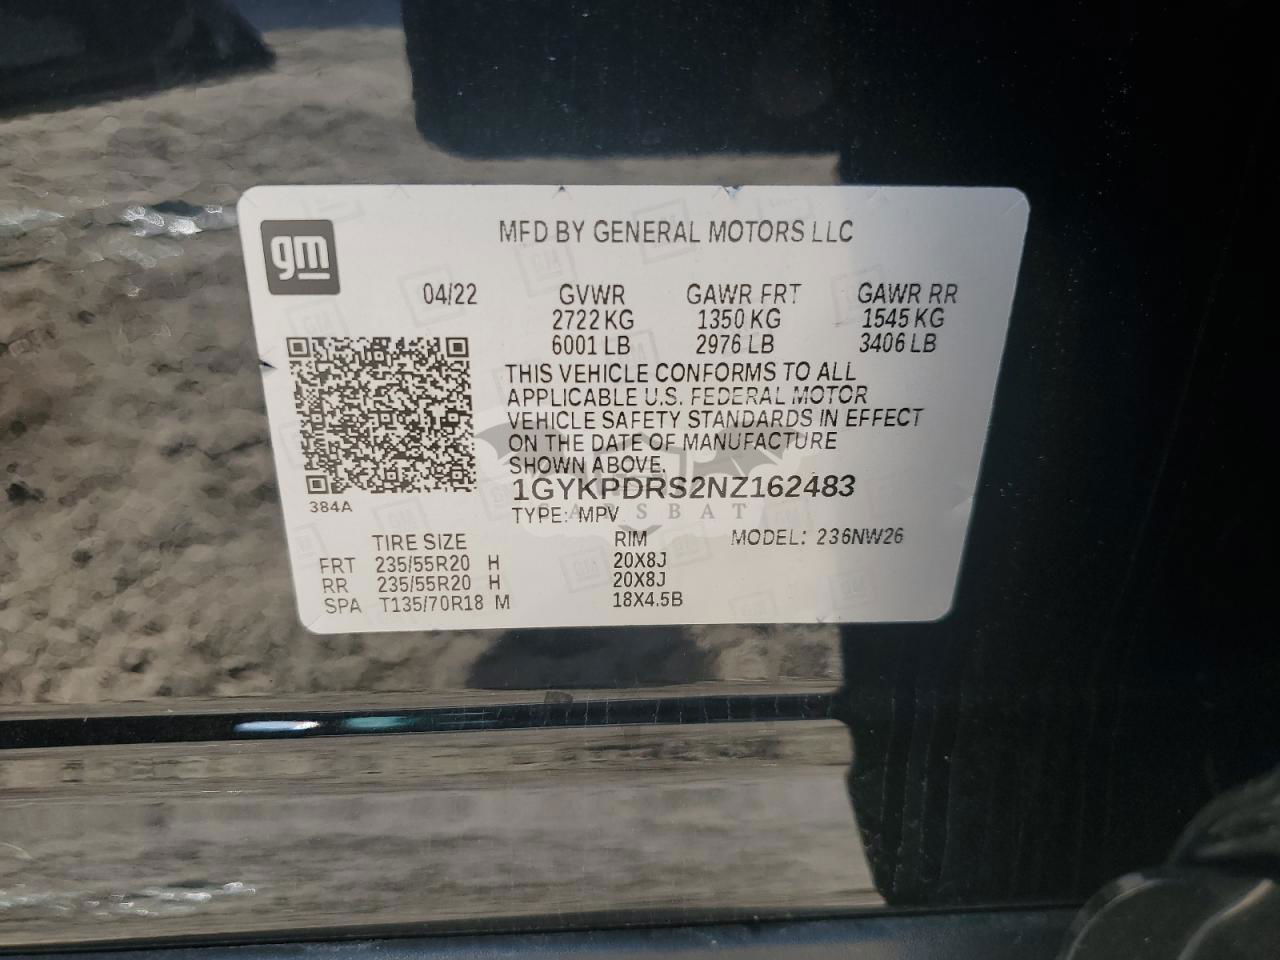 gm
MFD BY GENERAL MOTORS LLC
04/22 GVWR GAWR FRT GAWR RR
2722 KG 1350 KG 1545 KG
6001 LB 2976 LB 3406 LB
THIS VEHICLE CONFORMS TO ALL
APPLICABLE U.S. FEDERAL MOTOR
VEHICLE SAFETY STANDARDS IN EFFECT
ON THE DATE OF MANUFACTURE
SHOWN ABOVE.
1GYKPDRS2NZ162483
384A
TYPE: MPV
CARSBAT
TIRE SIZE RIM MODEL: 236NW26
FRT 235/55R20 H 20X8J
RR 235/55R20 H 20X8J
SPA T135/70R18 M 18X4.5B